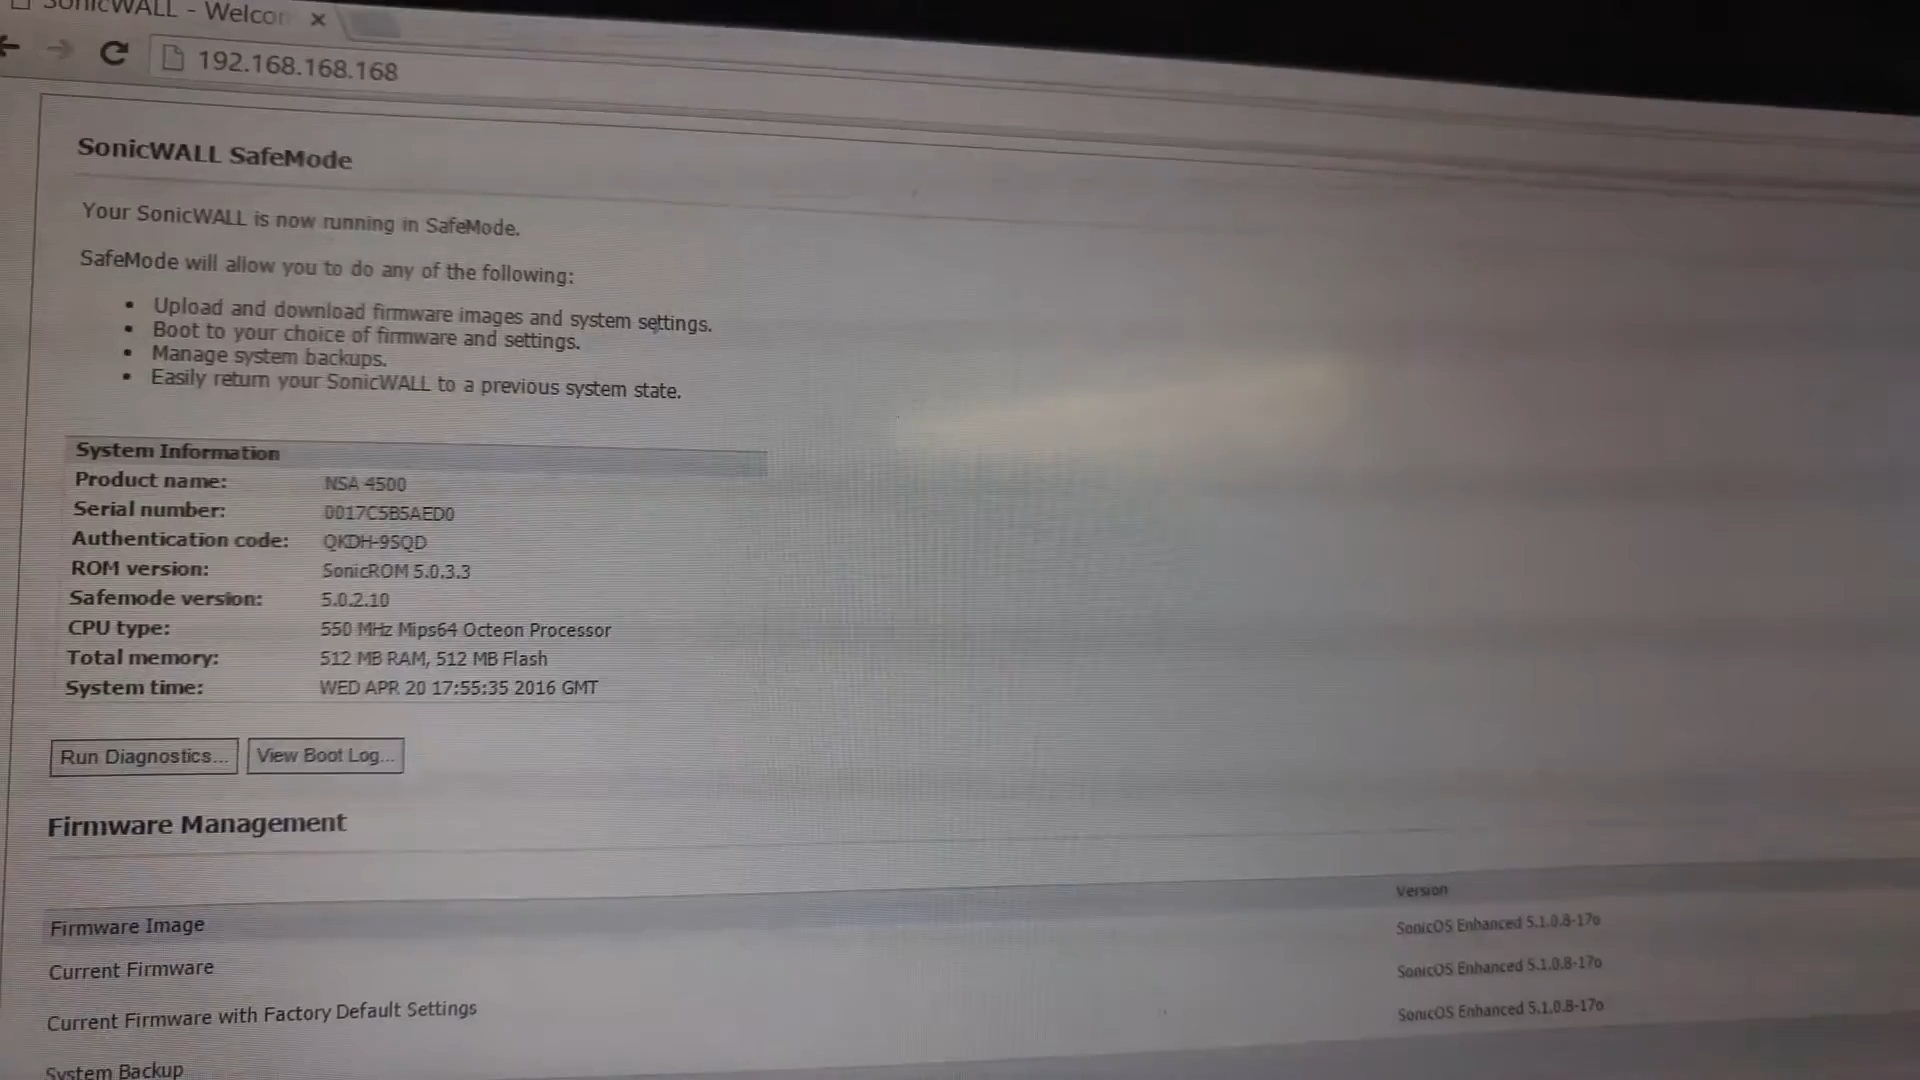 SonicWALL - Welcom
192.168.168.168
SonicWALL SafeMode
Your SonicWALL is now running in SafeMode.
SafeMode will allow you to do any of the following:
• Upload and download firmware images and system settings.
• Boot to your choice of firmware and settings.
• Manage system backups.
• Easily return your SonicWALL to a previous system state.
System Information
Product name: NSA 4500
Serial number: 0017C5B5AED0
Authentication code: QKDH-9SQD
ROM version: SonicROM 5.0.3.3
Safemode version: 5.0.2.10
CPU type: 550 MHz Mips64 Octeon Processor
Total memory: 512 MB RAM, 512 MB Flash
System time: WED APR 20 17:55:35 2016 GMT
Run Diagnostics... View Boot Log...
Firmware Management
Firmware Image Version
Current Firmware SonicOS Enhanced 5.1.0.8-17o
Current Firmware with Factory Default Settings SonicOS Enhanced 5.1.0.8-17o
System Backup SonicOS Enhanced 5.1.0.8-17o